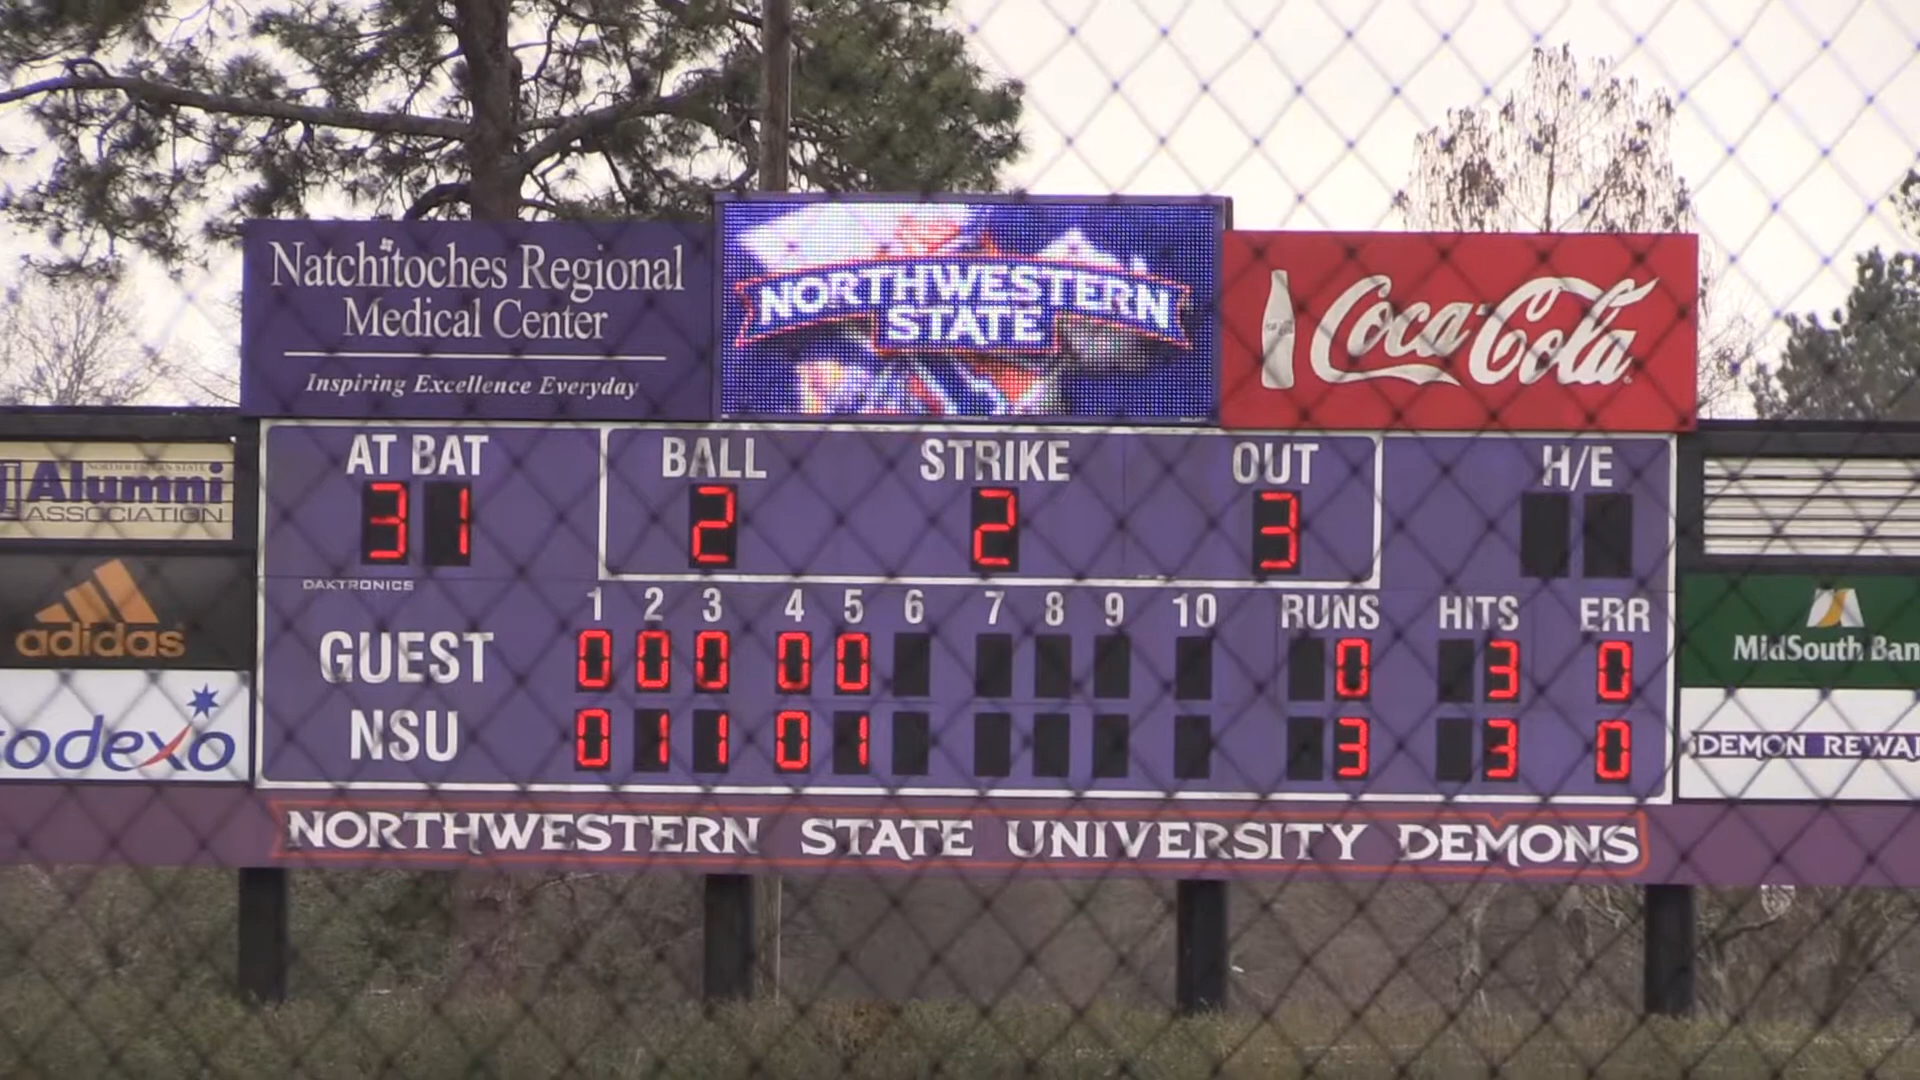 Natchitoches Regional
Medical Center
Inspiring Excellence Everyday
NORTHWESTERN
STATE
Coca-Cola
NORTHWESTERN STATE
Alumni
ASSOCIATION
adidas
AT BAT BALL STRIKE OUT H/E
31 2 2 3
DAKTRONICS
1 2 3 4 5 6 7 8 9 10 RUNS HITS ERR
GUEST 0 0 0 0 0 0 3 0
NSU 0 1 1 0 1 3 3 0
MidSouth Ban
odexo
DEMON REWA
NORTHWESTERN STATE UNIVERSITY DEMONS